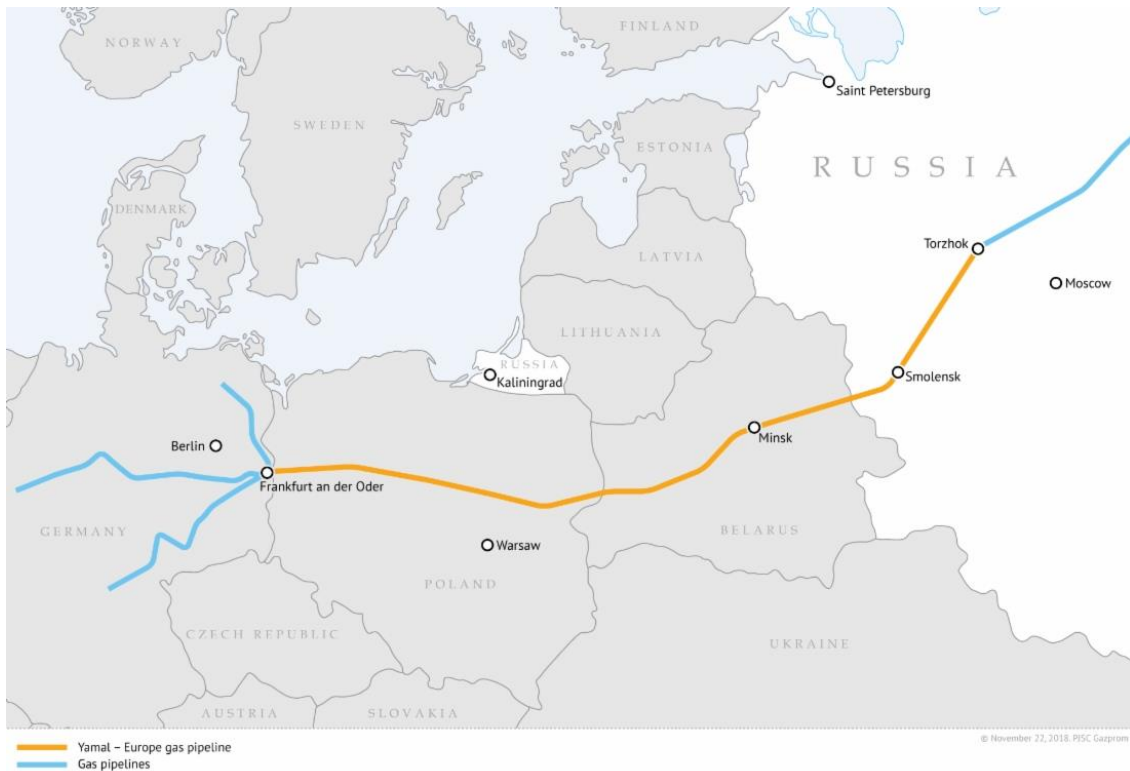 NORWAY
FINLAND
Saint Petersburg
SWEDEN
ESTONIA
RUSSIA
DENMARK
Torzhok
LATVIA
Moscow
LITHUANIA
RUSSIA
Kaliningrad
Smolensk
Minsk
Berlin
Frankfurt an der Oder
GERMANY
BELARUS
Warsaw
POLAND
CZECH REPUBLIC
UKRAINE
AUSTRIA
SLOVAKIA
© November 22, 2018. PJSC Gazprom
Yamal – Europe gas pipeline
Gas pipelines